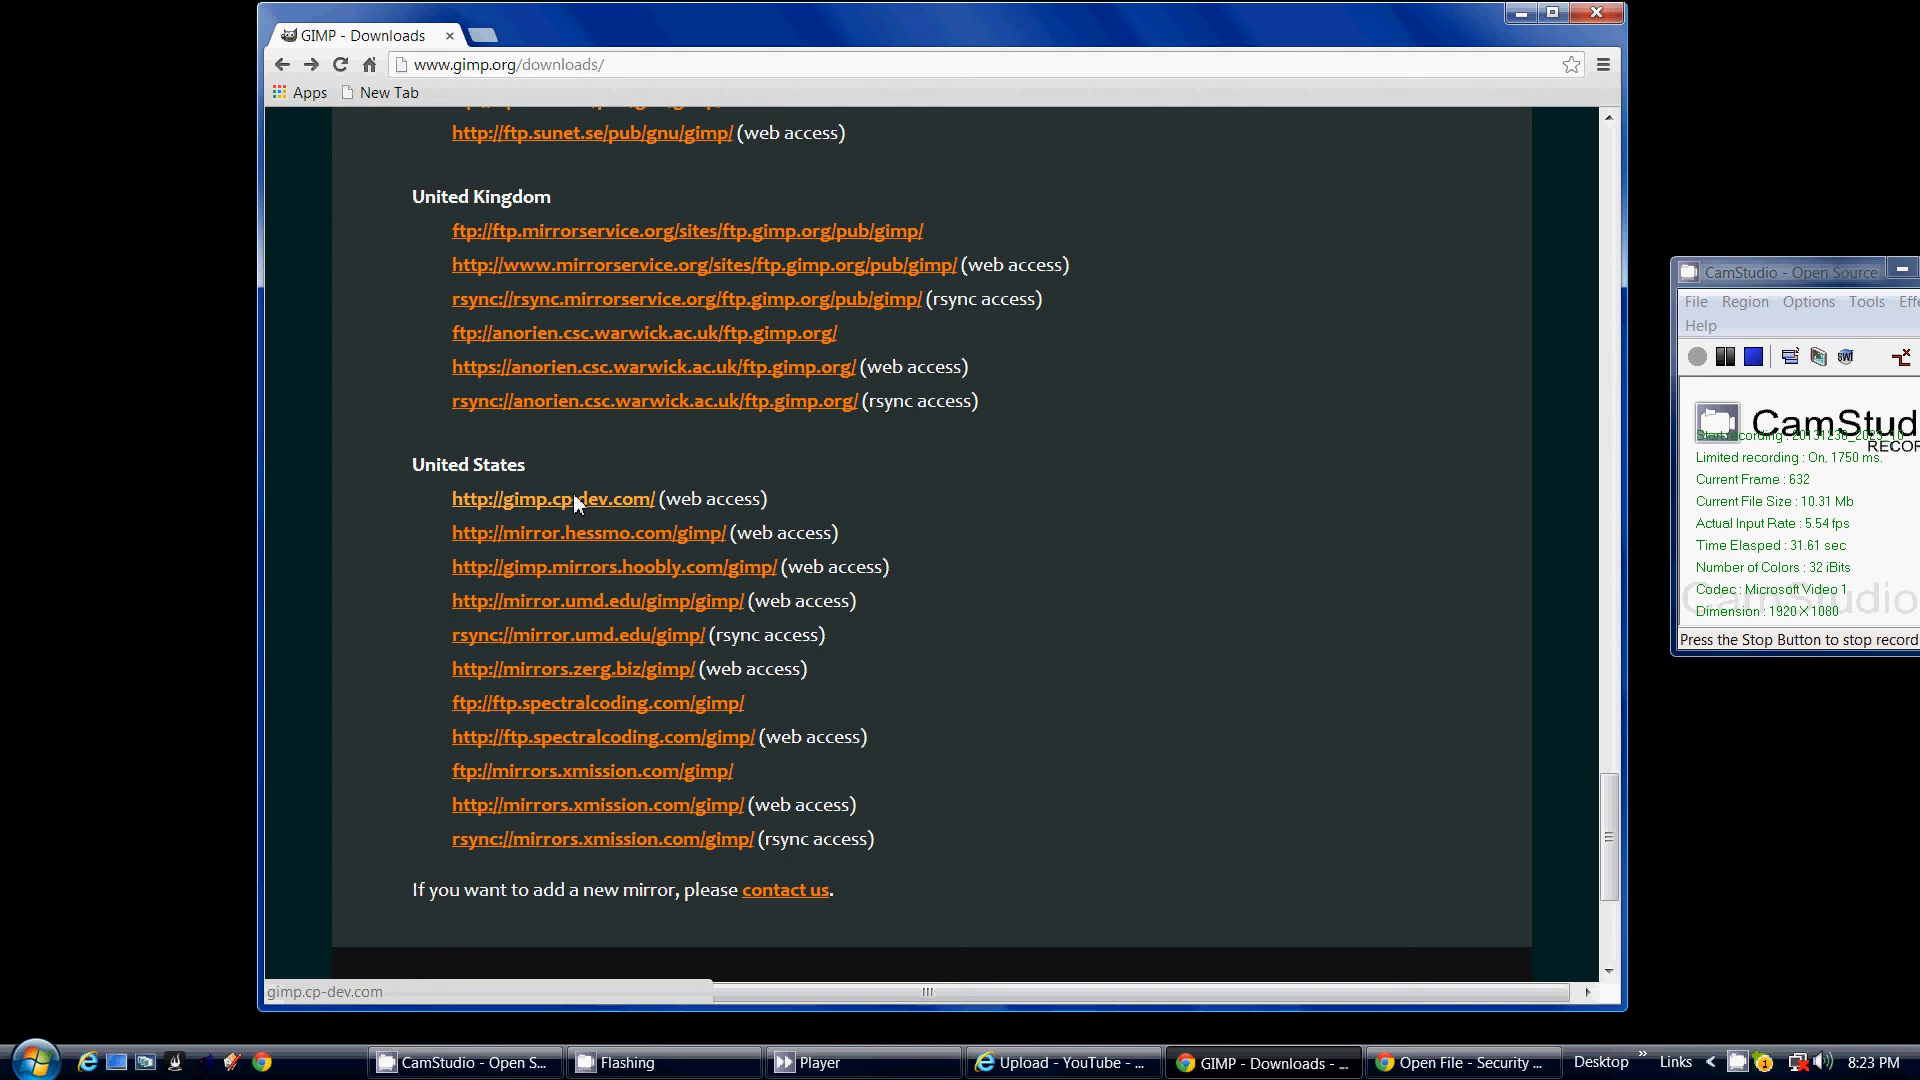 GIMP - Downloads
www.gimp.org/downloads/
Apps New Tab
http://ftp.sunet.se/pub/gnu/gimp/ (web access)
United Kingdom
ftp://ftp.mirrorservice.org/sites/ftp.gimp.org/pub/gimp/
http://www.mirrorservice.org/sites/ftp.gimp.org/pub/gimp/ (web access)
rsync://rsync.mirrorservice.org/ftp.gimp.org/pub/gimp/ (rsync access)
ftp://anorien.csc.warwick.ac.uk/ftp.gimp.org/
https://anorien.csc.warwick.ac.uk/ftp.gimp.org/ (web access)
rsync://anorien.csc.warwick.ac.uk/ftp.gimp.org/ (rsync access)
United States
http://gimp.cp-dev.com/ (web access)
http://mirror.hessmo.com/gimp/ (web access)
http://gimp.mirrors.hoobly.com/gimp/ (web access)
http://mirror.umd.edu/gimp/gimp/ (web access)
rsync://mirror.umd.edu/gimp/ (rsync access)
http://mirrors.zerg.biz/gimp/ (web access)
ftp://ftp.spectralcoding.com/gimp/
http://ftp.spectralcoding.com/gimp/ (web access)
ftp://mirrors.xmission.com/gimp/
http://mirrors.xmission.com/gimp/ (web access)
rsync://mirrors.xmission.com/gimp/ (rsync access)
If you want to add a new mirror, please contact us.
gimp.cp-dev.com
CamStudio - Open Source
File Region Options Tools Effe
Help
CamStud
RECOR
Start recording : 20131230_2023_10
Limited recording : On, 1750 ms.
Current Frame : 632
Current File Size : 10.31 Mb
Actual Input Rate : 5.54 fps
Time Elasped : 31.61 sec
Number of Colors : 32 iBits
Codec : Microsoft Video 1
Dimension : 1920 X 1080
CamStudio
Press the Stop Button to stop record
CamStudio - Open S... Flashing Player Upload - YouTube - ... GIMP - Downloads - ... Open File - Security ... Desktop Links 8:23 PM